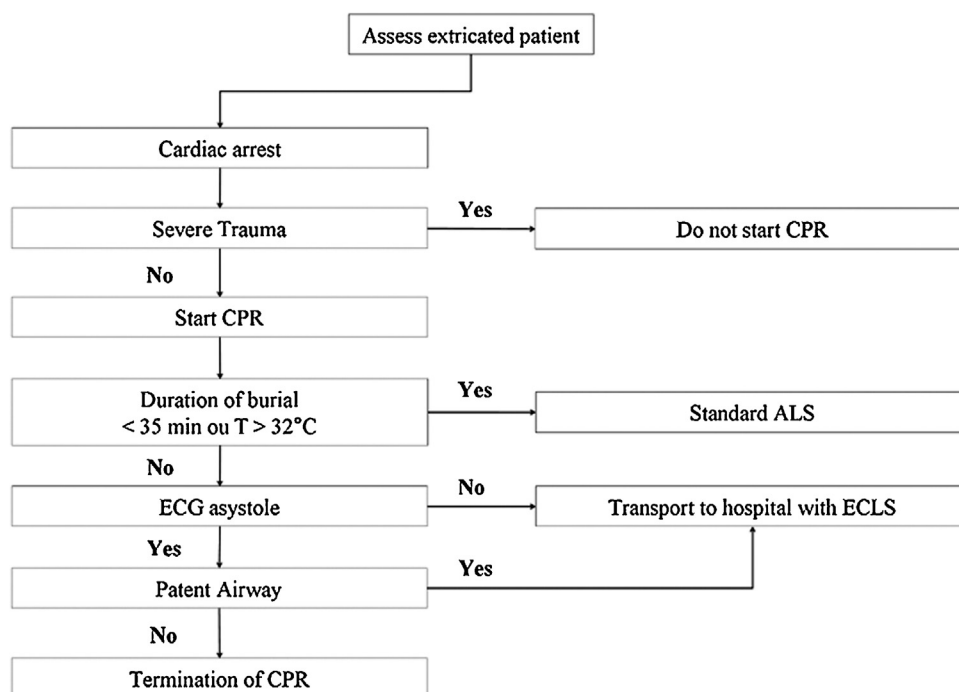 Assess extricated patient
Cardiac arrest
Severe Trauma
Yes
Do not start CPR
No
Start CPR
Duration of burial
< 35 min ou T > 32°C
Yes
Standard ALS
No
ECG asystole
No
Transport to hospital with ECLS
Yes
Patent Airway
Yes
No
Termination of CPR